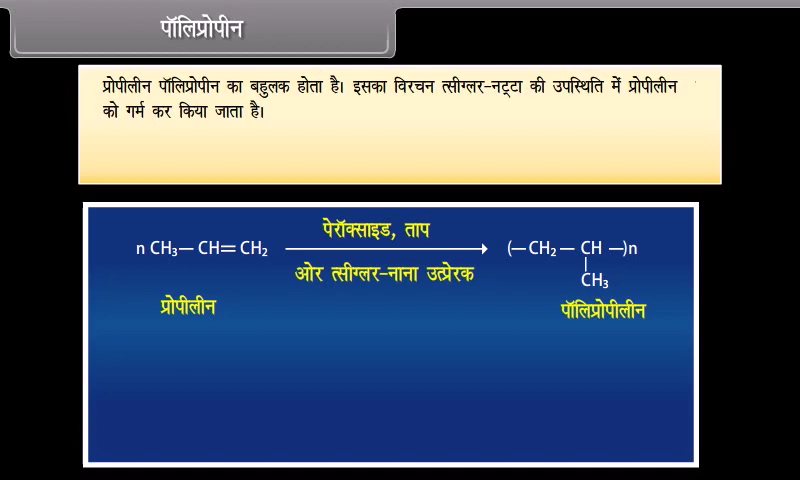 पॉलिप्रोपीन
प्रोपीलीन पॉलिप्रोपीन का बहुलक होता है। इसका विरचन त्सीग्लर-नट्टा की उपस्थिति में प्रोपीलीन
को गर्म कर किया जाता है।
पेरॉक्साइड, ताप
n CH₃— CH═ CH₂ ⟶ (— CH₂ — CH —)n
ओर त्सीग्लर-नाना उत्प्रेरक
CH₃
प्रोपीलीन
पॉलिप्रोपीलीन